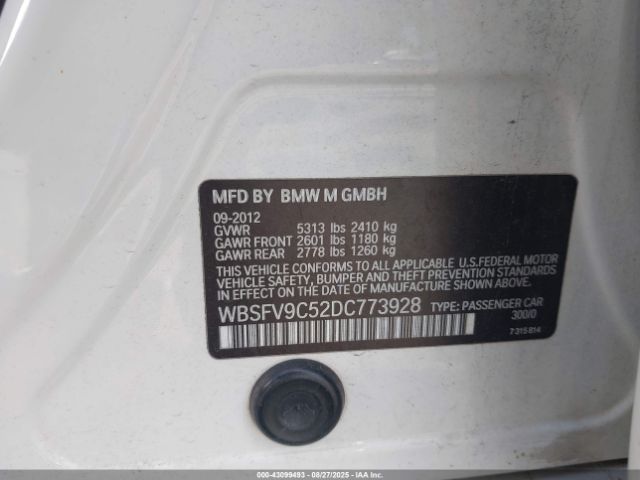 MFD BY BMW M GMBH
09-2012
GVWR 5313 lbs 2410 kg
GAWR FRONT 2601 lbs 1180 kg
GAWR REAR 2778 lbs 1260 kg
THIS VEHICLE CONFORMS TO ALL APPLICABLE U.S.FEDERAL MOTOR
VEHICLE SAFETY, BUMPER, AND THEFT PREVENTION STANDARDS
IN EFFECT ON THE DATE OF MANUFACTURE SHOWN ABOVE.
WBSFV9C52DC773928 TYPE: PASSENGER CAR
300/0
7 315 814
000-43099493 - 08/27/2025 - IAAI.COM